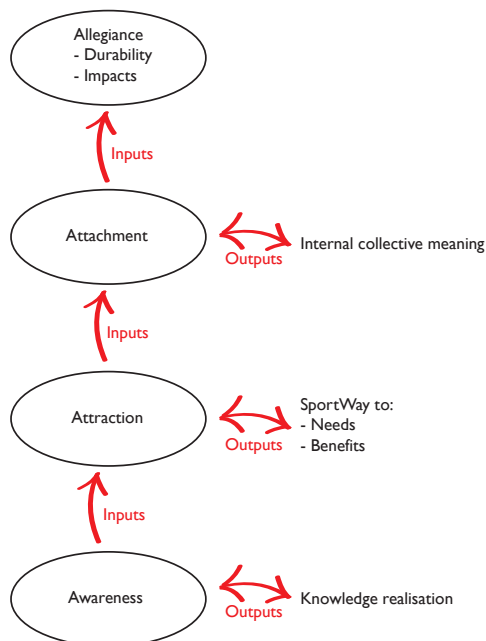 Allegiance
- Durability
- Impacts
Inputs
Attachment
Internal collective meaning
Outputs
Inputs
SportWay to:
Attraction
- Needs
Outputs
- Benefits
Inputs
Awareness
Knowledge realisation
Outputs